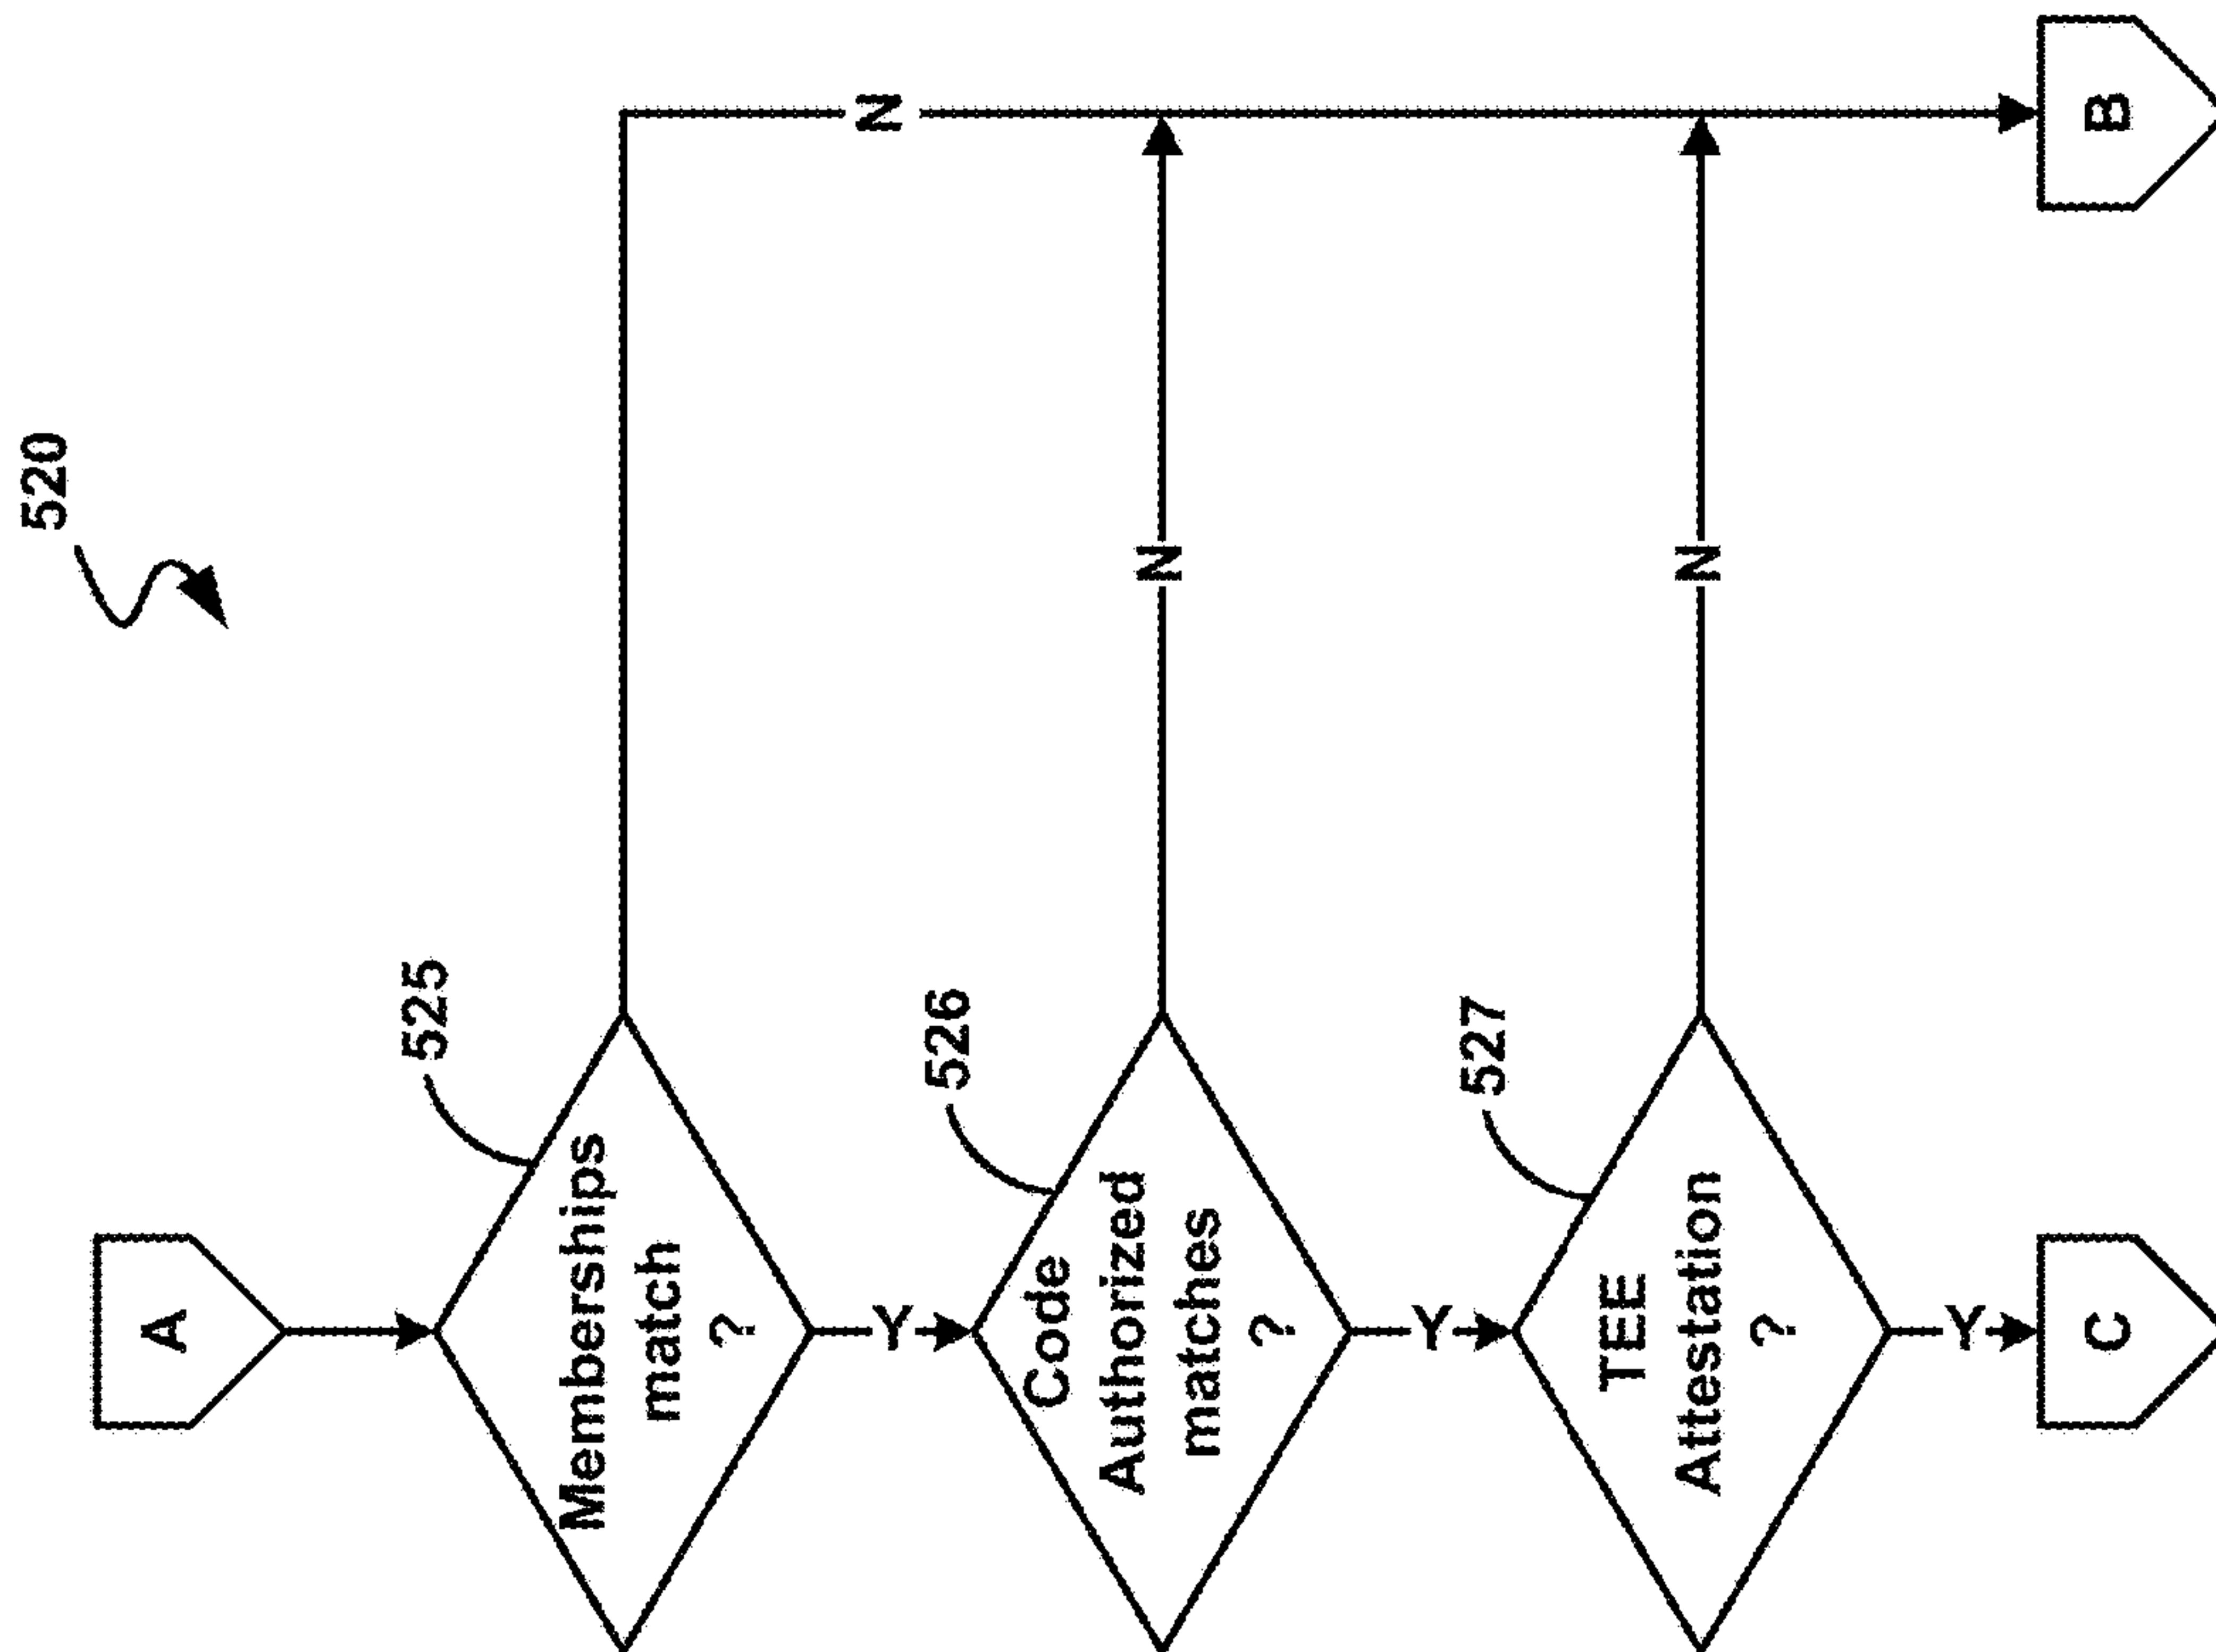 520
A
525
Memberships
match
?
N
Y
526
Code
Authorized
matches
?
N
Y
527
TEE
Attestation
?
N
Y
C
B